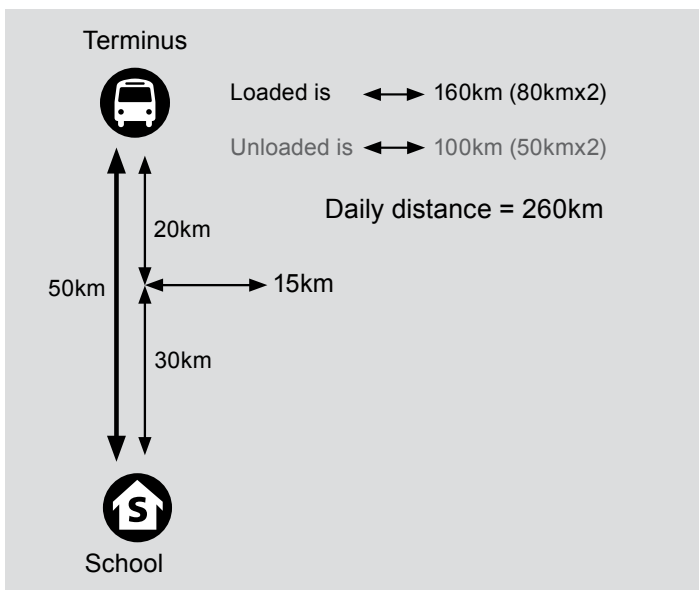 Terminus
Loaded is 160km (80kmx2)
Unloaded is 100km (50kmx2)
Daily distance = 260km
20km
50km
15km
30km
S
School